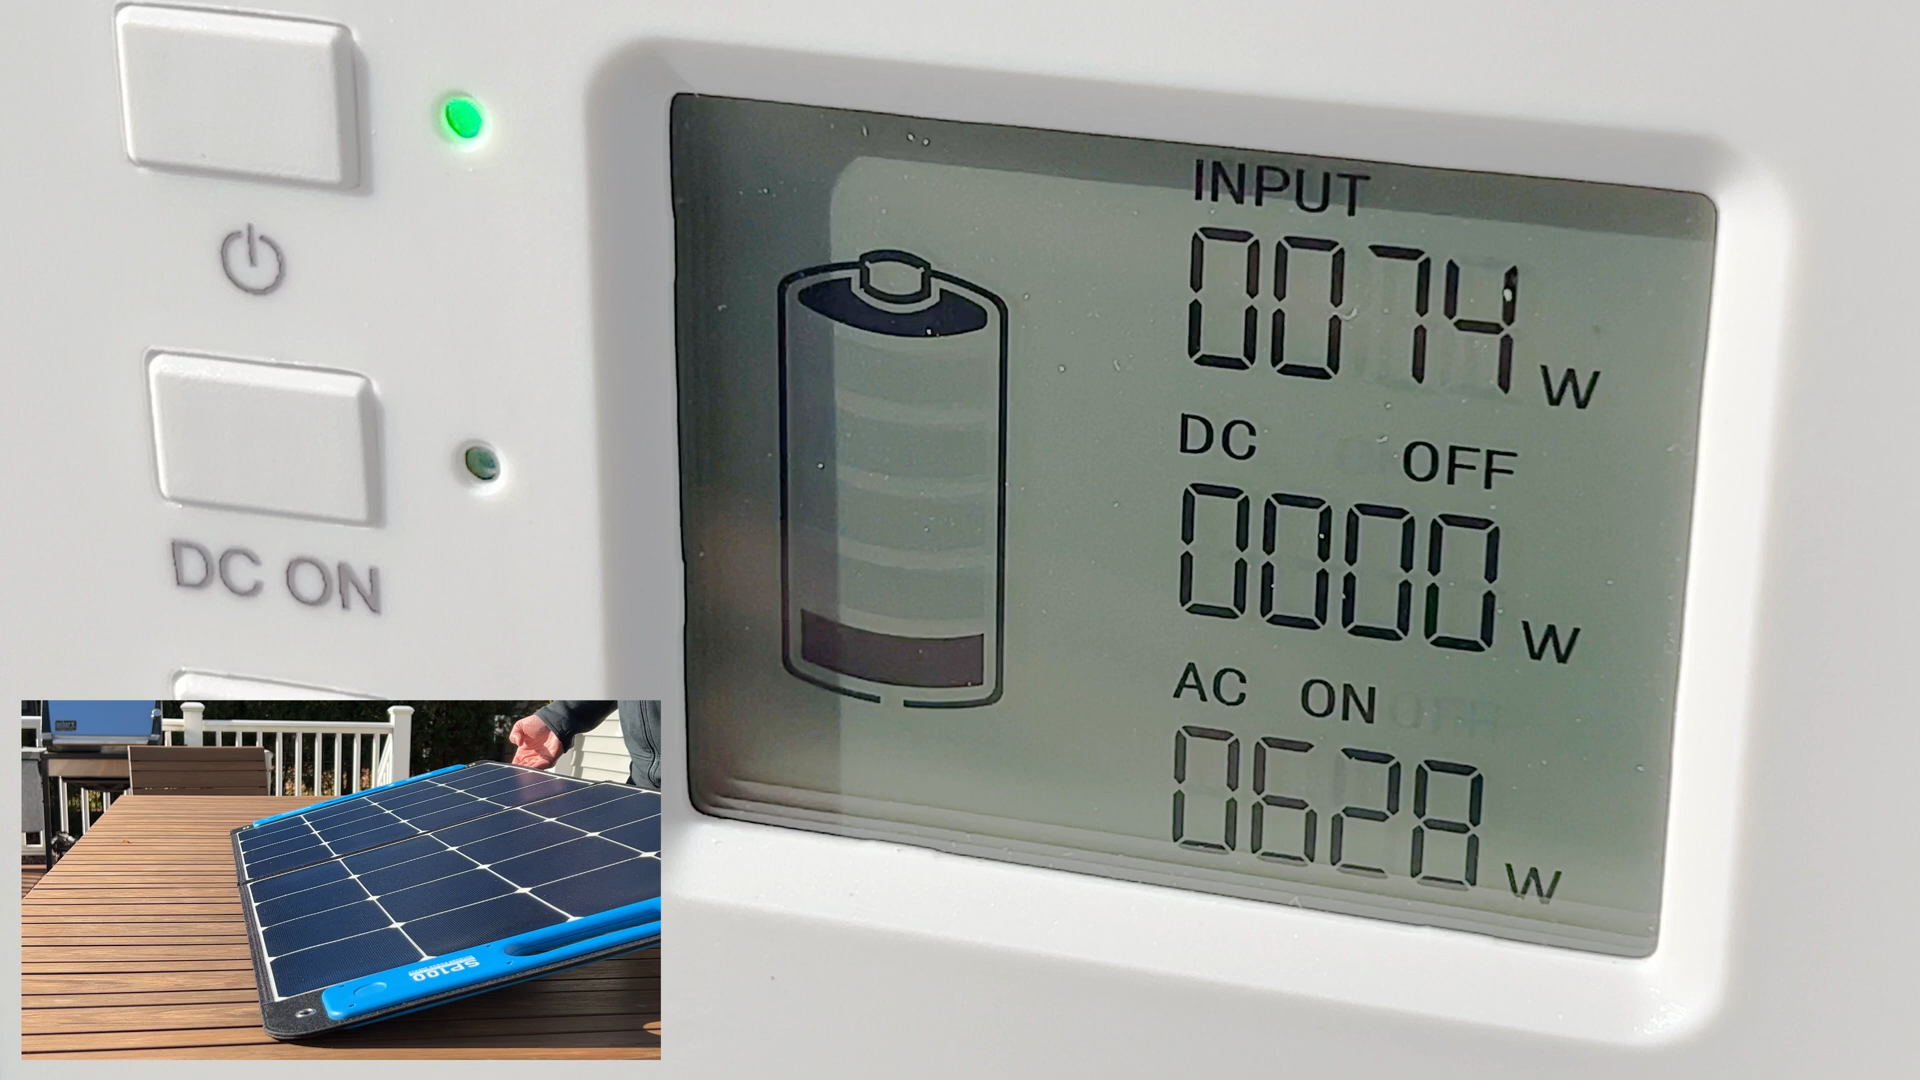 INPUT
0074 W
DC OFF
0000 W
AC ON
0628 W
DC ON
SP100